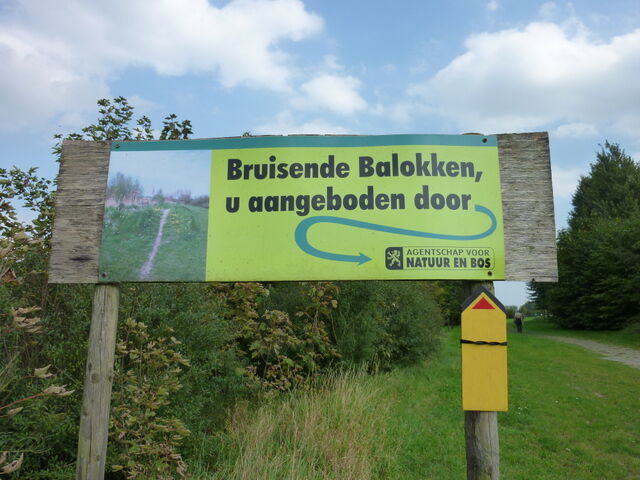 Bruisende Balokken,
u aangeboden door
AGENTSCHAP VOOR
NATUUR EN BOS